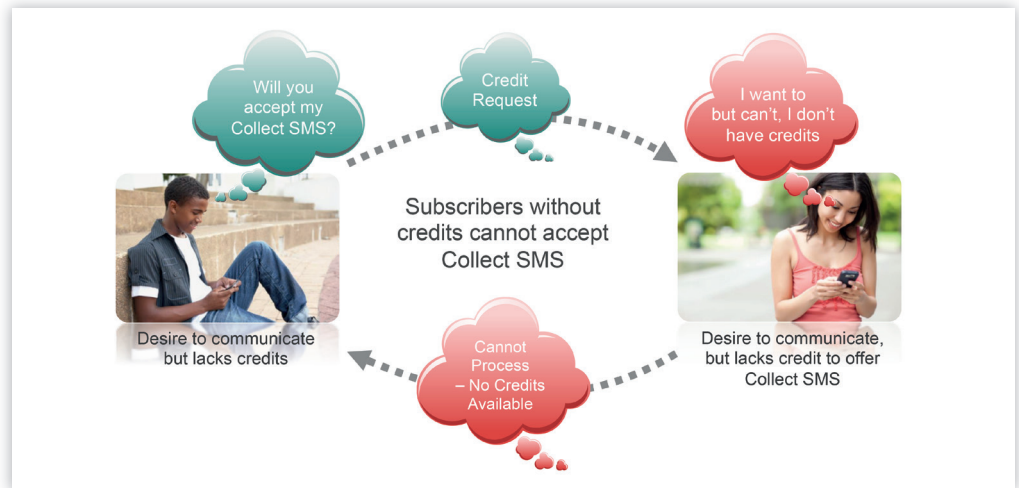 Will you
accept my
Collect SMS?
Credit
Request
I want to
but can't, I don't
have credits
Subscribers without
credits cannot accept
Collect SMS
Desire to communicate
but lacks credits
Cannot
Process
– No Credits
Available
Desire to communicate,
but lacks credit to offer
Collect SMS